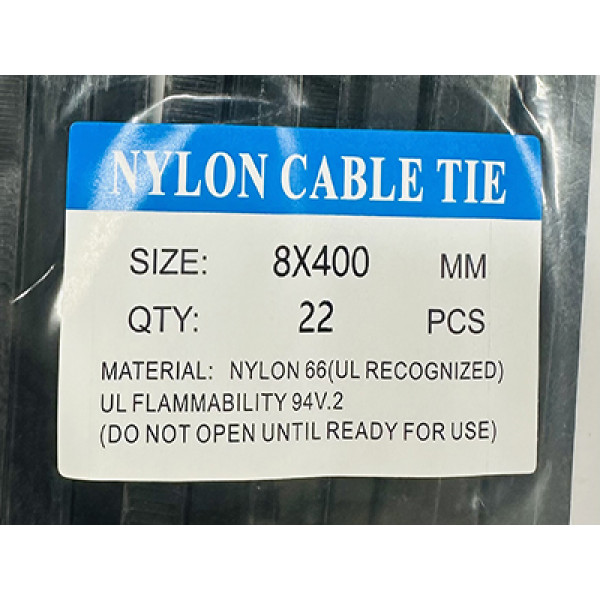 NYLON CABLE TIE
SIZE: 8X400 MM
QTY: 22 PCS
MATERIAL: NYLON 66(UL RECOGNIZED)
UL FLAMMABILITY 94V.2
(DO NOT OPEN UNTIL READY FOR USE)